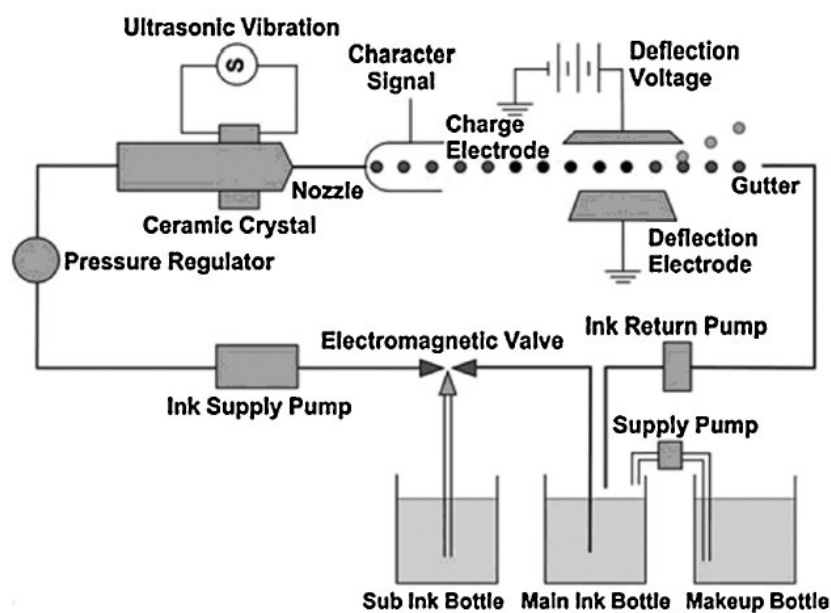 Ultrasonic Vibration
S
Character
Signal
Deflection
Voltage
Charge
Electrode
Nozzle
Gutter
Ceramic Crystal
Deflection
Electrode
Pressure Regulator
Ink Return Pump
Electromagnetic Valve
Ink Supply Pump
Supply Pump
Sub Ink Bottle
Main Ink Bottle
Makeup Bottle